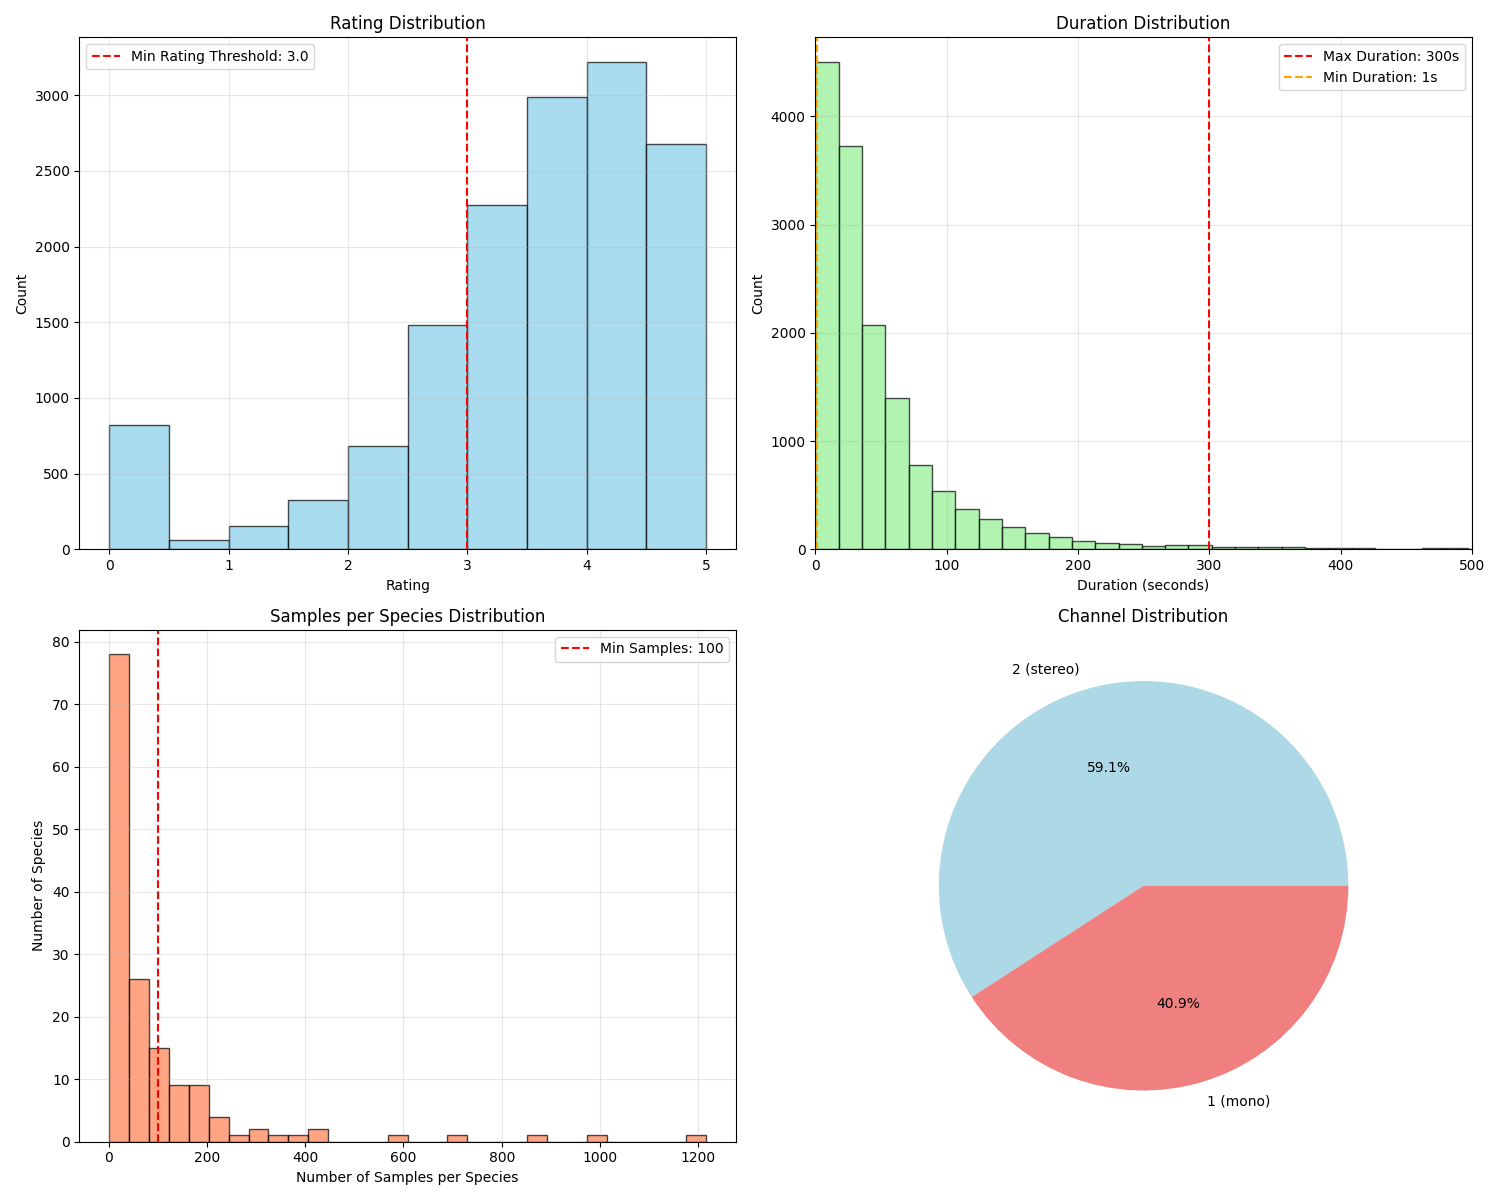 Rating Distribution
Min Rating Threshold: 3.0
3000
2500
2000
1500
1000
500
0
Count
0 1 2 3 4 5
Rating
Duration Distribution
Max Duration: 300s
Min Duration: 1s
4000
3000
2000
1000
0
Count
0 100 200 300 400 500
Duration (seconds)
Samples per Species Distribution
Min Samples: 100
80
70
60
50
40
30
20
10
0
Number of Species
0 200 400 600 800 1000 1200
Number of Samples per Species
Channel Distribution
2 (stereo)
59.1%
40.9%
1 (mono)